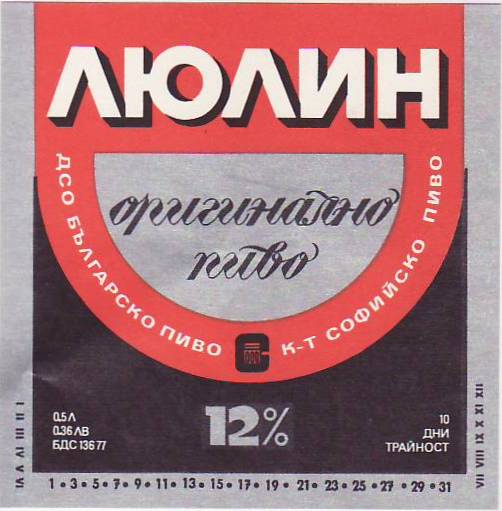 ЛЮЛИН
оригинално
пиво
ДСО БЪЛГАРСКО ПИВО
К-Т СОФИЙСКО ПИВО
12%
0.5 Л
0.36 ЛВ
БДС 136 77
10
ДНИ
ТРАЙНОСТ
I II III IV V VI
VII VIII IX X XI XII
1 • 3 • 5 • 7 • 9 • 11 • 13 • 15 • 17 • 19 • 21 • 23 • 25 • 27 • 29 • 31